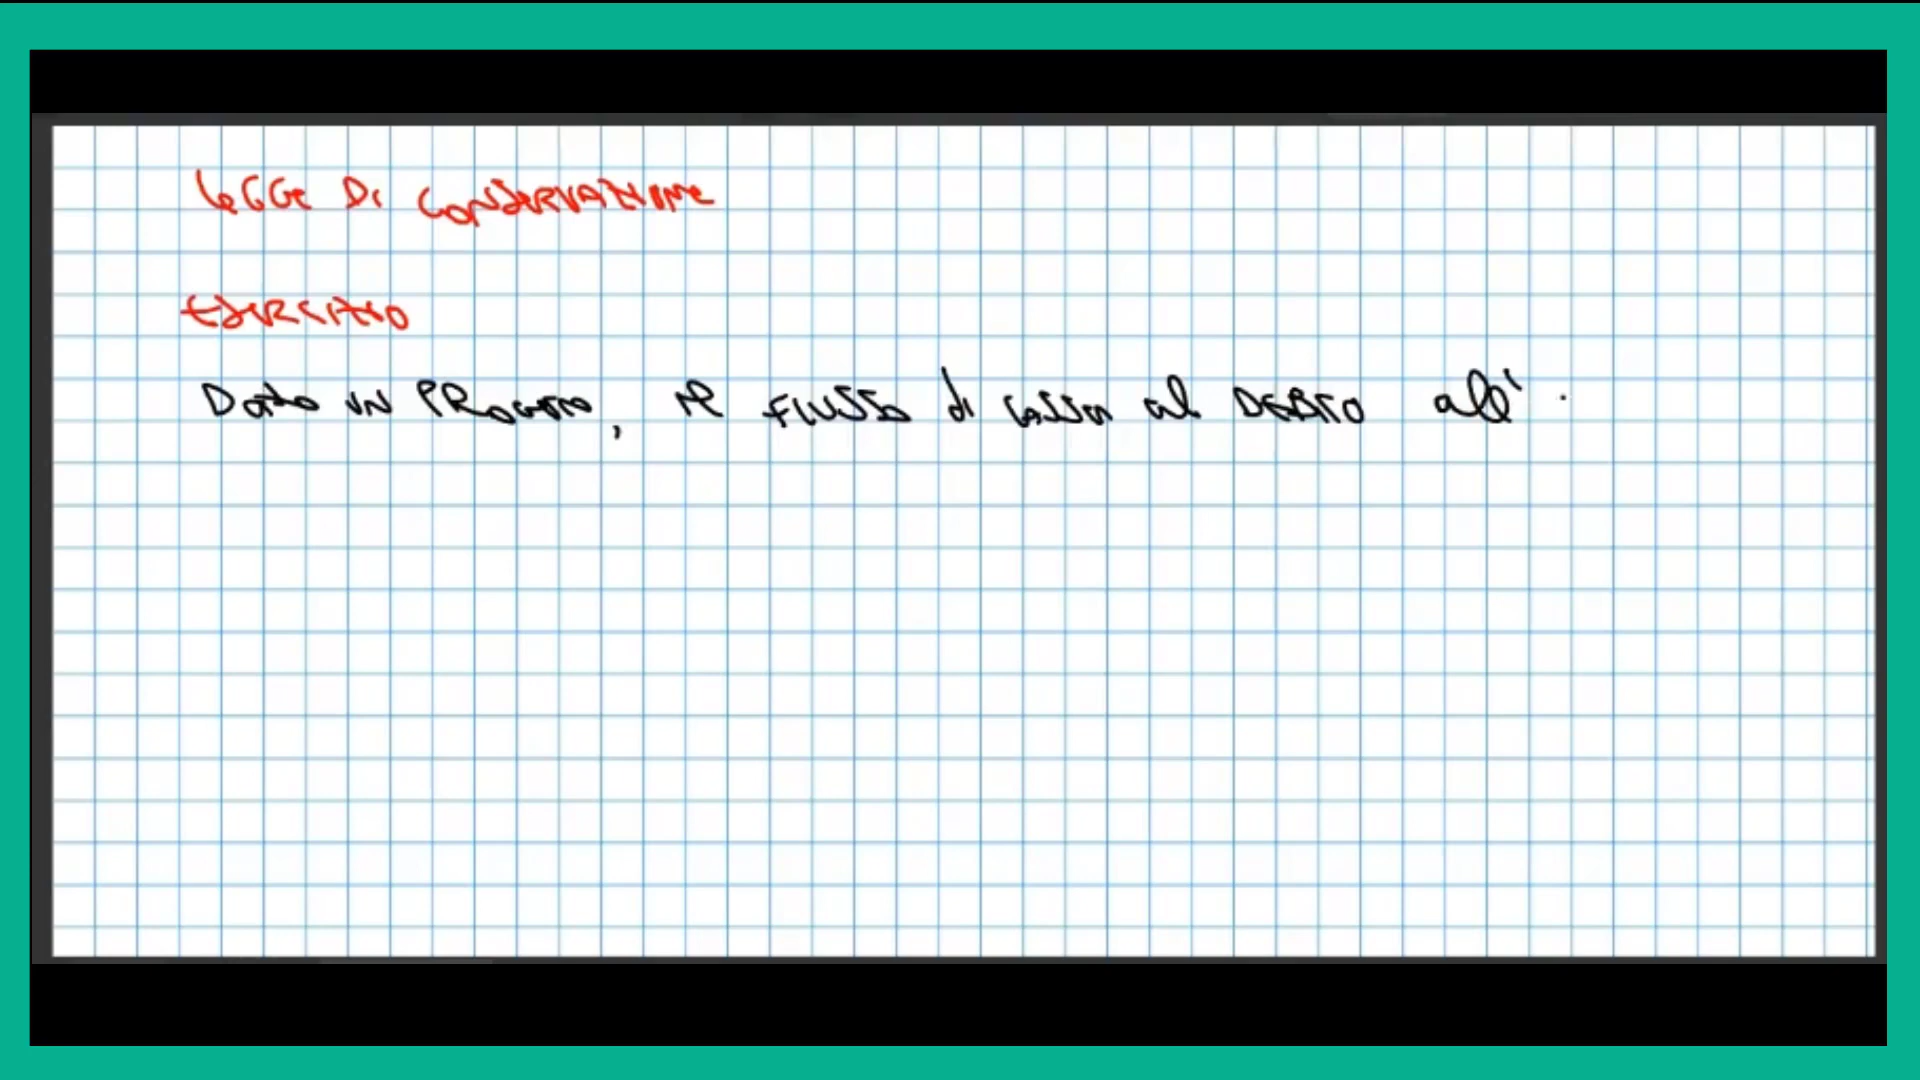 LEGGE DI CONSERVAZIONE
ESERCIZIO
Dato UN PROGETTO, il FLUSSO di cassa al DEBITO all'